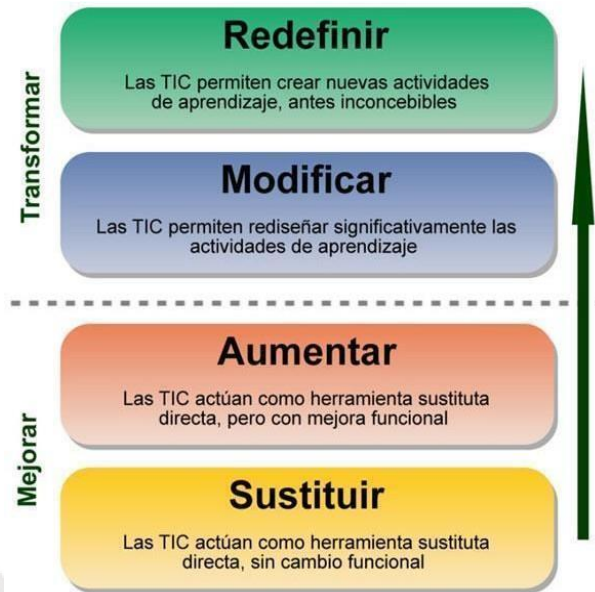 Transformar
Redefinir
Las TIC permiten crear nuevas actividades
de aprendizaje, antes inconcebibles
Modificar
Las TIC permiten rediseñar significativamente las
actividades de aprendizaje
Mejorar
Aumentar
Las TIC actúan como herramienta sustituta
directa, pero con mejora funcional
Sustituir
Las TIC actúan como herramienta sustituta
directa, sin cambio funcional